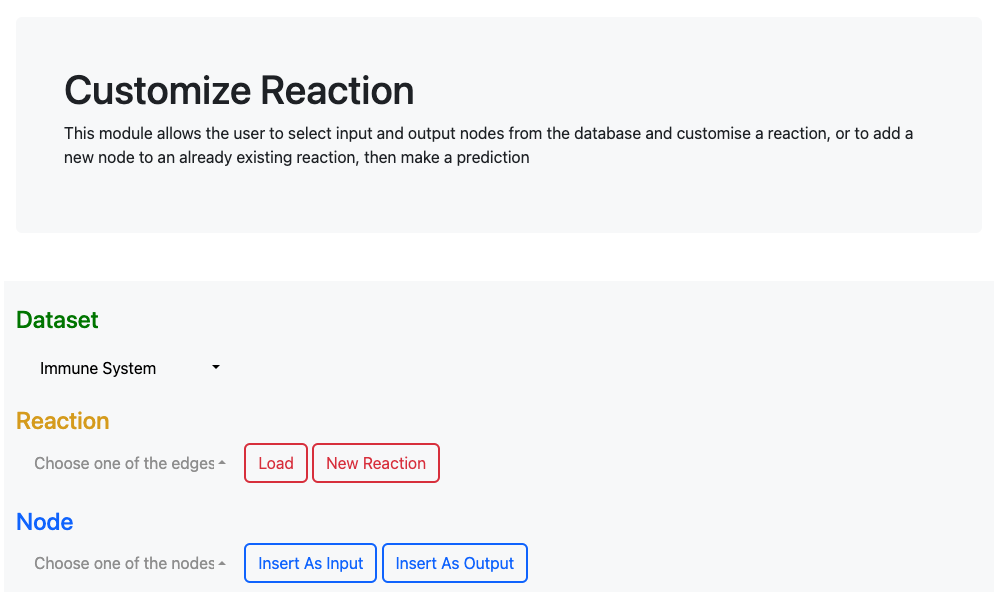 Customize Reaction
This module allows the user to select input and output nodes from the database and customise a reaction, or to add a
new node to an already existing reaction, then make a prediction
Dataset
Immune System
Reaction
Choose one of the edges Load New Reaction
Node
Choose one of the nodes Insert As Input Insert As Output